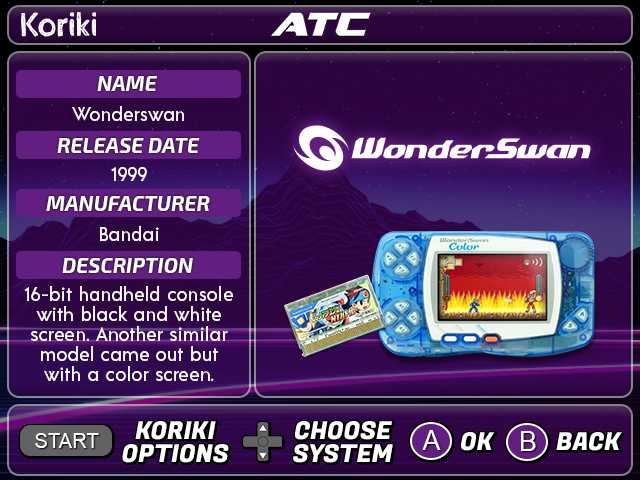 Koriki
ATC
NAME
Wonderswan
RELEASE DATE
1999
MANUFACTURER
Bandai
DESCRIPTION
16-bit handheld console
with black and white
screen. Another similar
model came out but
with a color screen.
WonderSwan
WonderSwan
Color
START
KORIKI
OPTIONS
CHOOSE
SYSTEM
A
OK
B
BACK